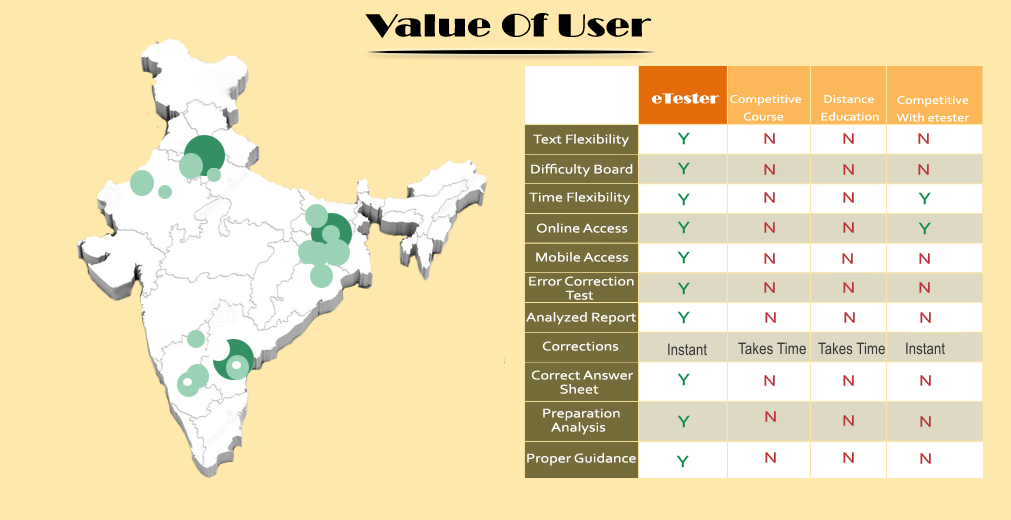 Value Of User
eTester
Competitive
Course
Distance
Education
Competitive
With etester
Text Flexibility Y N N N
Difficulty Board Y N N N
Time Flexibility Y N N Y
Online Access Y N N Y
Mobile Access Y N N N
Error Correction
Test Y N N N
Analyzed Report Y N N N
Corrections Instant Takes Time Takes Time Instant
Correct Answer
Sheet Y N N N
Preparation
Analysis Y N N N
Proper Guidance Y N N N